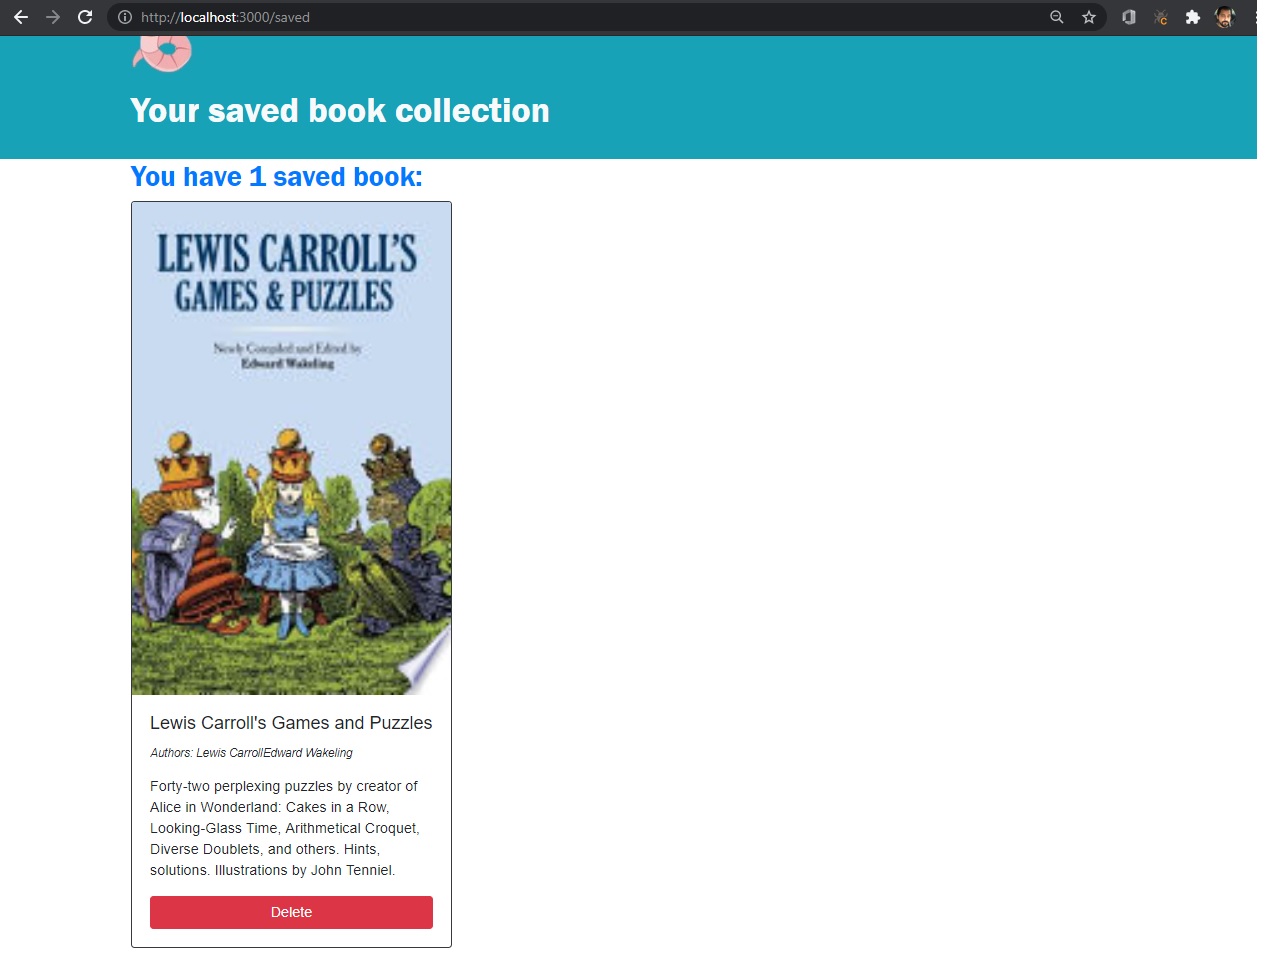 http://localhost:3000/saved
Your saved book collection
You have 1 saved book:
LEWIS CARROLL'S
GAMES & PUZZLES
Newly Compiled and Edited by
Edward Wakeling
Lewis Carroll's Games and Puzzles
Authors: Lewis CarrollEdward Wakeling
Forty-two perplexing puzzles by creator of
Alice in Wonderland: Cakes in a Row,
Looking-Glass Time, Arithmetical Croquet,
Diverse Doublets, and others. Hints,
solutions. Illustrations by John Tenniel.
Delete